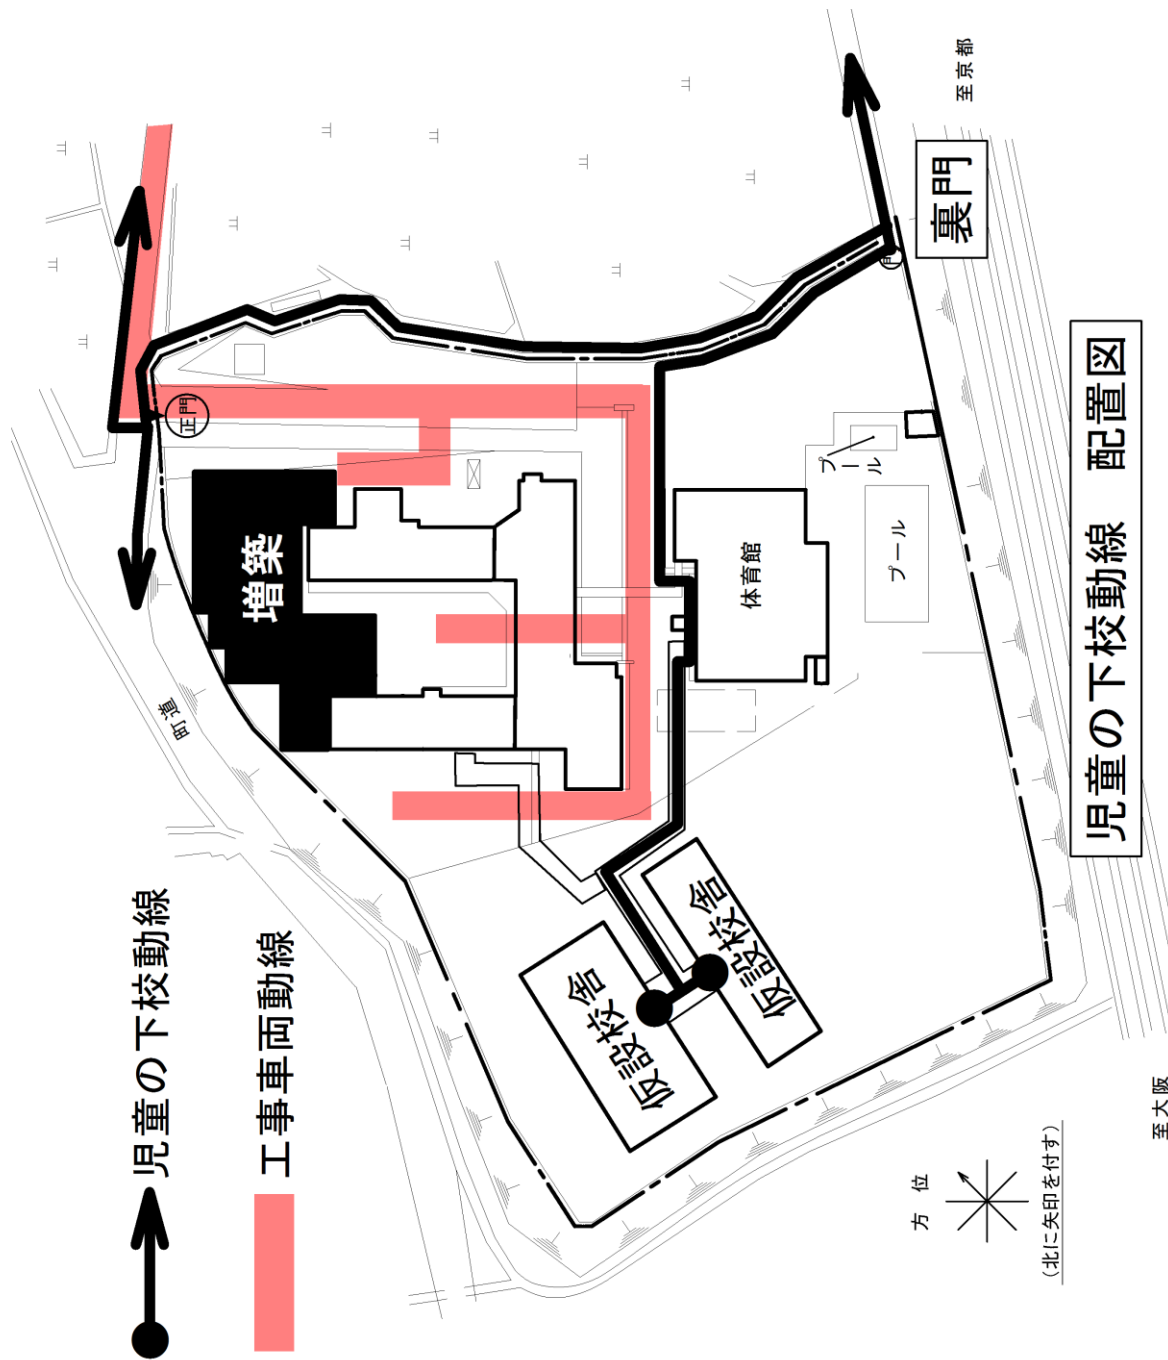 児童の下校動線
工事車両動線
町道
正門
増築
仮設校舎
仮設校舎
体育館
プール
プール
門
裏門
至京都
至大阪
方位
(北に矢印を付す)
児童の下校動線 配置図